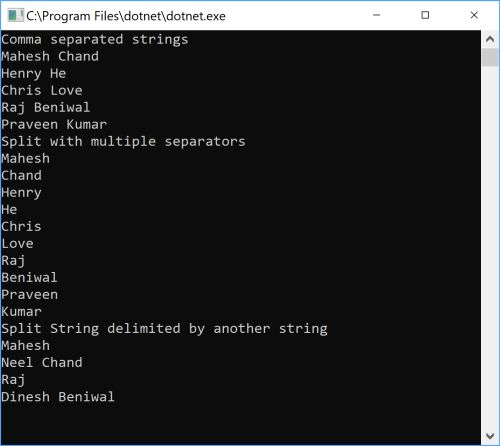 C:\Program Files\dotnet\dotnet.exe
Comma separated strings
Mahesh Chand
Henry He
Chris Love
Raj Beniwal
Praveen Kumar
Split with multiple separators
Mahesh
Chand
Henry
He
Chris
Love
Raj
Beniwal
Praveen
Kumar
Split String delimited by another string
Mahesh
Neel Chand
Raj
Dinesh Beniwal